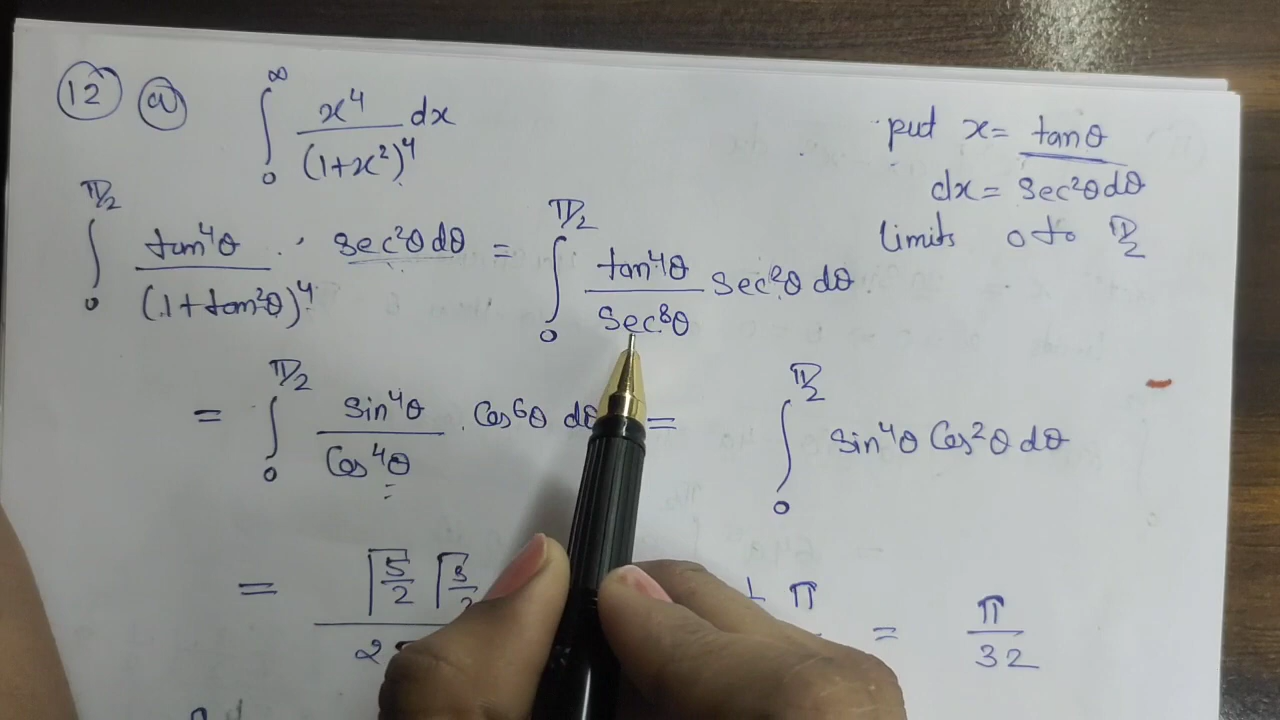 12 a ∫₀^∞ x⁴/(1+x²)⁴ dx
put x = tanθ
dx = sec²θ dθ
limits 0 to π/2
∫₀^{π/2} tan⁴θ/(1+tan²θ)⁴ · sec²θ dθ = ∫₀^{π/2} tan⁴θ/sec⁸θ sec²θ dθ
= ∫₀^{π/2} sin⁴θ/cos⁴θ . cos⁶θ dθ = ∫₀^{π/2} sin⁴θ cos²θ dθ
= Γ5/2 Γ3/2 / 2 π = π/32